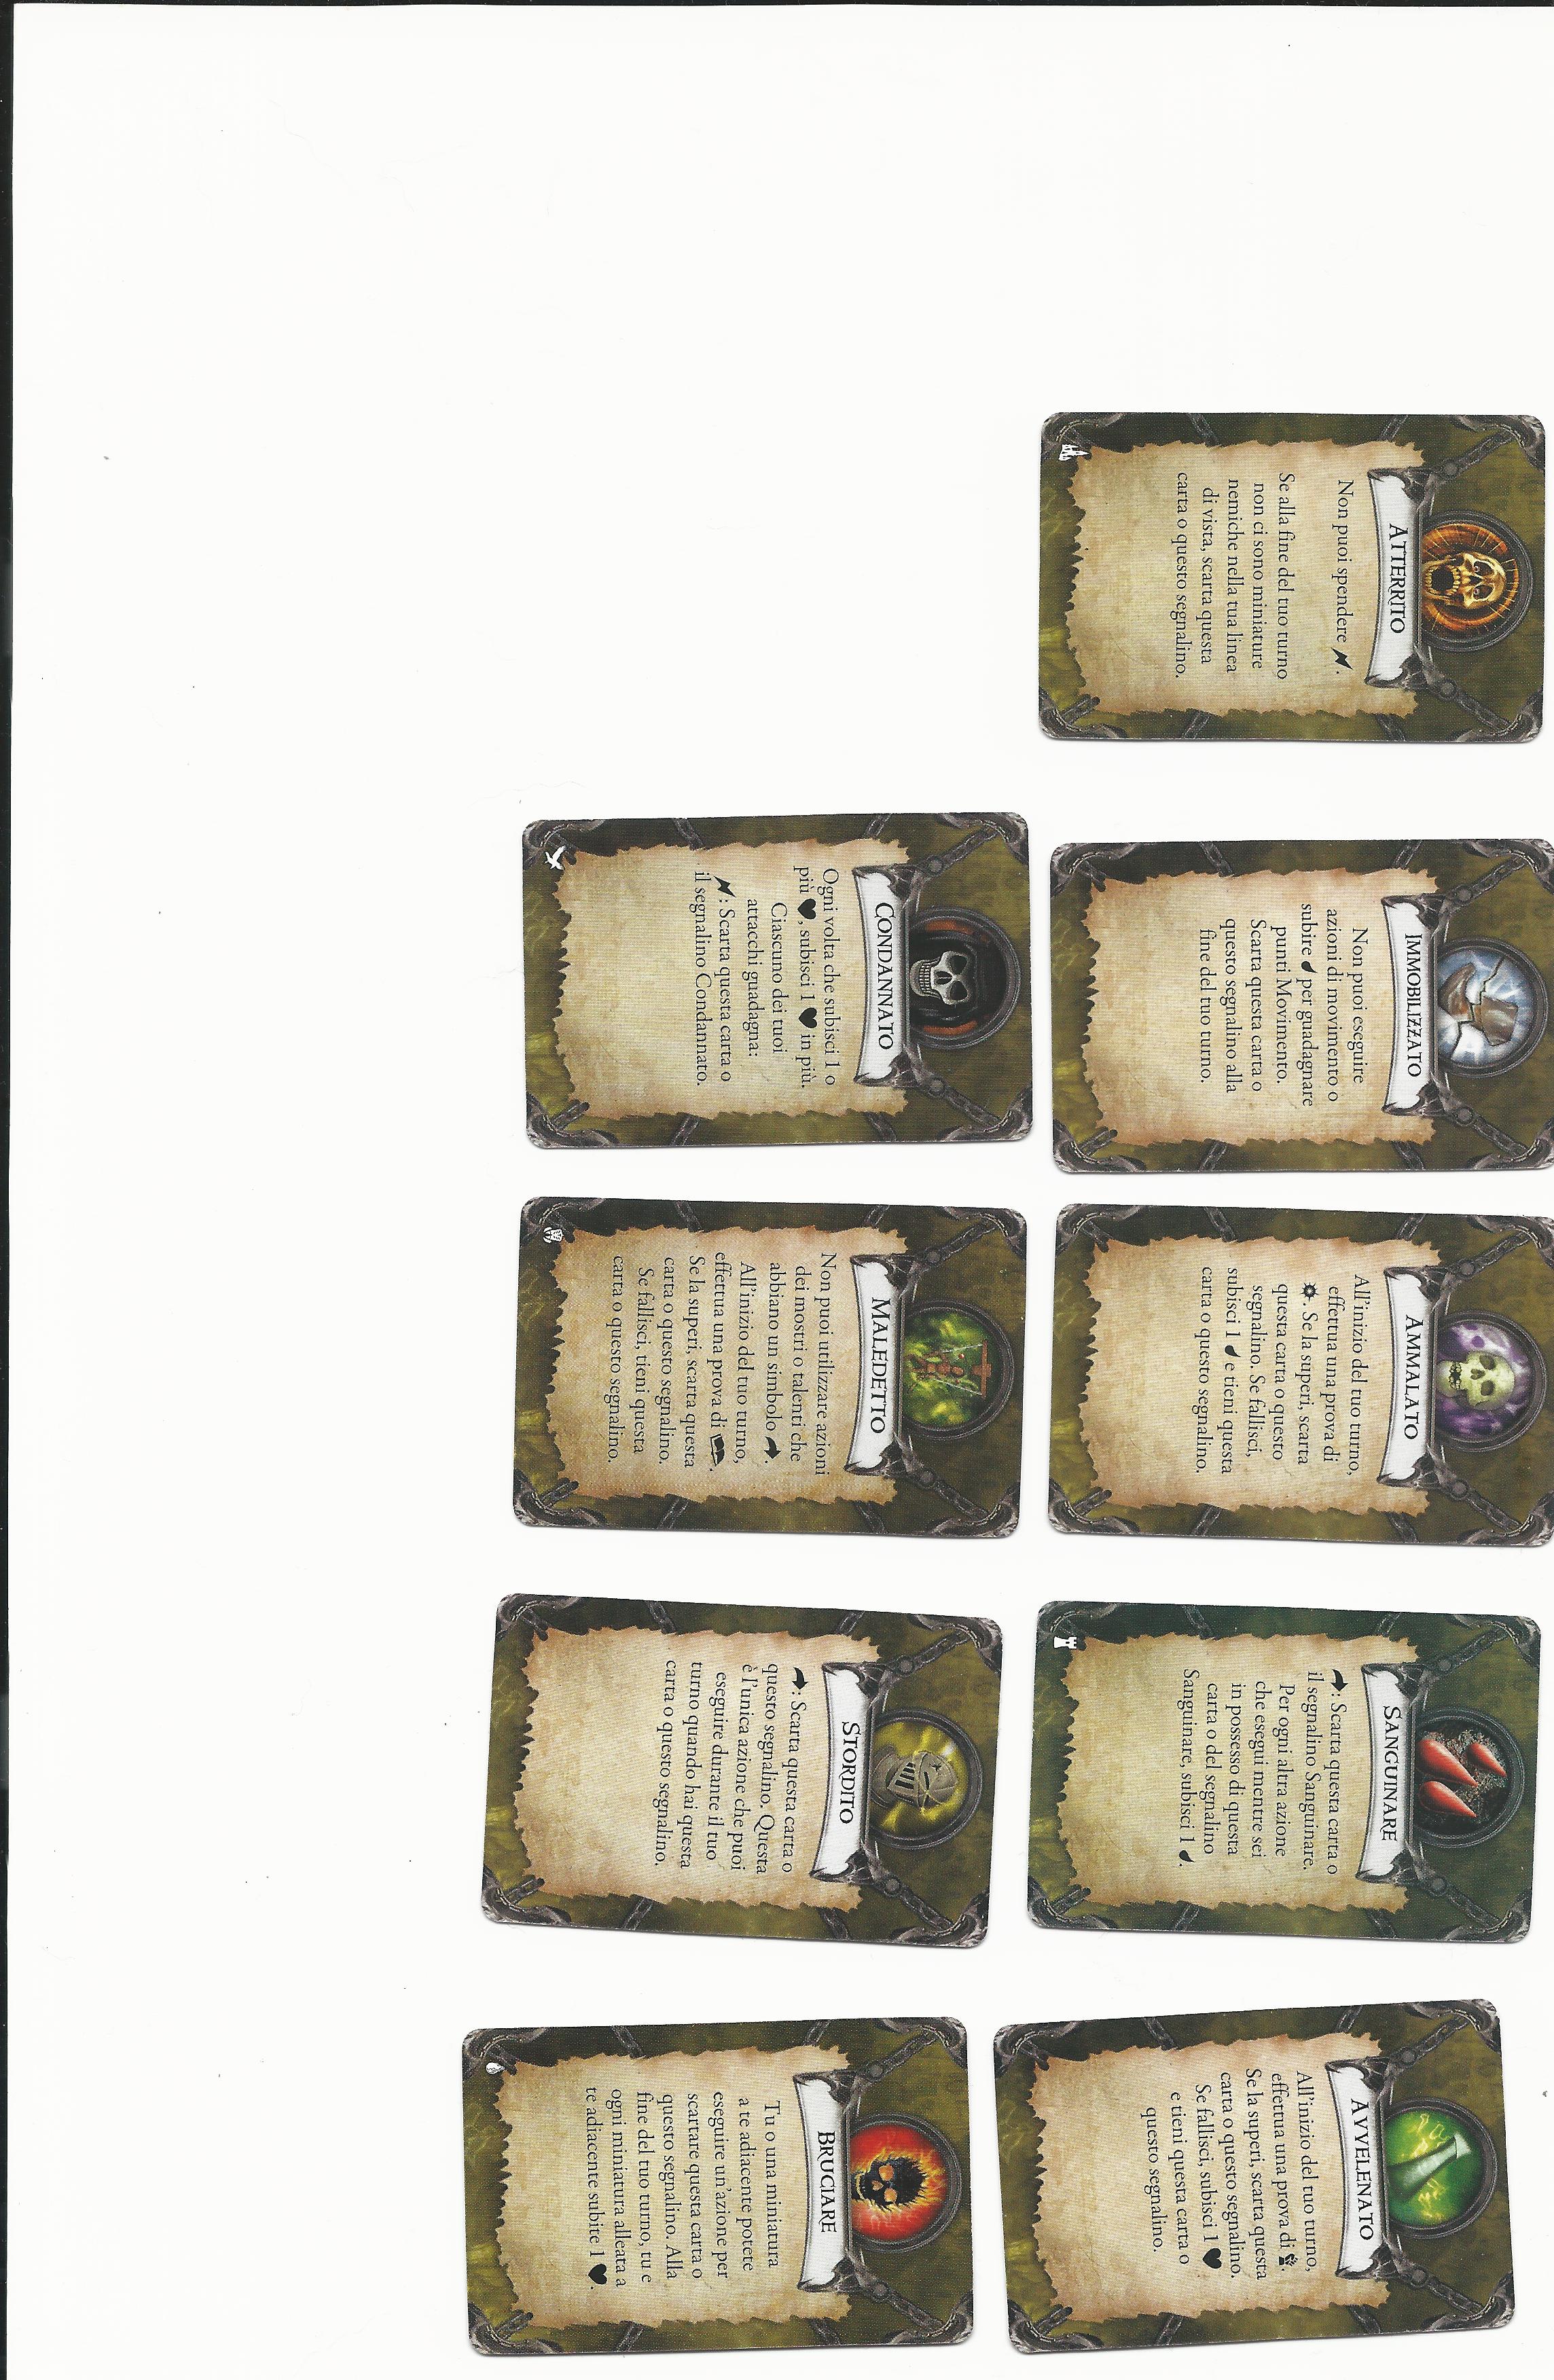 ATTERRITO
Non puoi spendere .
Se alla fine del tuo turno
non ci sono miniature
nemiche nella tua linea
di vista, scarta questa
carta o questo segnalino.
IMMOBILIZZATO
Non puoi eseguire
azioni di movimento o
subire per guadagnare
punti Movimento.
Scarta questa carta o
questo segnalino alla
fine del tuo turno.
AMMALATO
All'inizio del tuo turno,
effettua una prova di
. Se la superi, scarta
questa carta o questo
segnalino. Se fallisci,
subisci 1 e tieni questa
carta o questo segnalino.
SANGUINARE
: Scarta questa carta o
il segnalino Sanguinare.
Per ogni altra azione
che esegui mentre sei
in possesso di questa
carta o del segnalino
Sanguinare, subisci 1 .
AVVELENATO
All'inizio del tuo turno,
effettua una prova di .
Se la superi, scarta questa
carta o questo segnalino.
Se fallisci, subisci 1 ♥
e tieni questa carta o
questo segnalino.
CONDANNATO
Ogni volta che subisci 1 o
più ♥, subisci 1 ♥ in più.
Ciascuno dei tuoi
attacchi guadagna:
: Scarta questa carta o
il segnalino Condannato.
MALEDETTO
Non puoi utilizzare azioni
dei mostri o talenti che
abbiano un simbolo .
All'inizio del tuo turno,
effettua una prova di .
Se la superi, scarta questa
carta o questo segnalino.
Se fallisci, tieni questa
carta o questo segnalino.
STORDITO
: Scarta questa carta o
questo segnalino. Questa
è l'unica azione che puoi
eseguire durante il tuo
turno quando hai questa
carta o questo segnalino.
BRUCIARE
Tu o una miniatura
a te adiacente potete
eseguire un'azione per
scartare questa carta o
questo segnalino. Alla
fine del tuo turno, tu e
ogni miniatura alleata a
te adiacente subite 1 ♥.